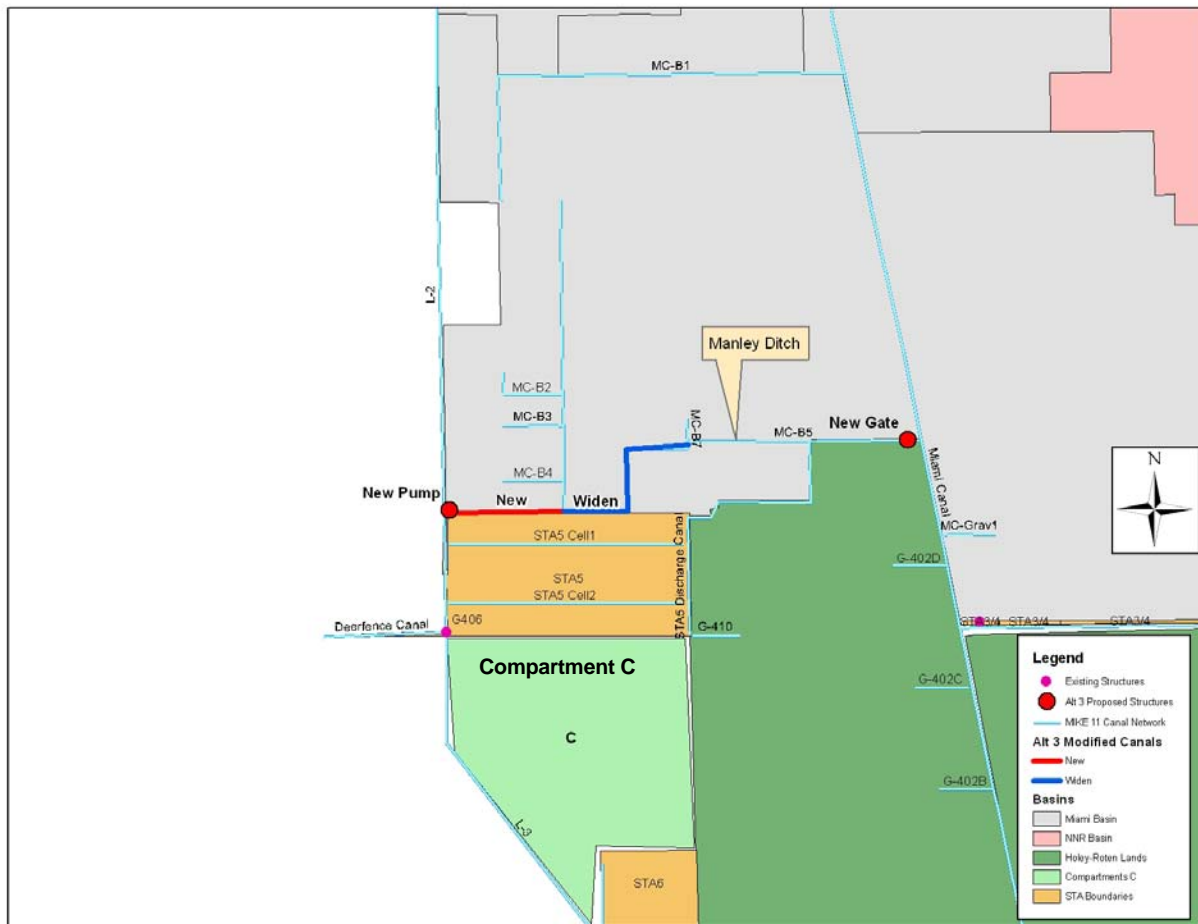 MC-B1
L-2
Manley Ditch
MC-B2
MC-B3
MC-B7
MC-B5
New Gate
MC-B4
Miami Canal
New Pump
New
Widen
N
MC-Grav1
STA5 Cell1
STA5 Discharge Canal
G-402D
STA5
STA5 Cell2
G406
Deerfence Canal
G-410
STA3/4
STA3/4
STA3/4
Compartment C
G-402C
C
G-402B
L-3
STA6
Legend
Existing Structures
Alt 3 Proposed Structures
MIKE 11 Canal Network
Alt 3 Modified Canals
New
Widen
Basins
Miami Basin
NNR Basin
Holey-Roten Lands
Compartments C
STA Boundaries